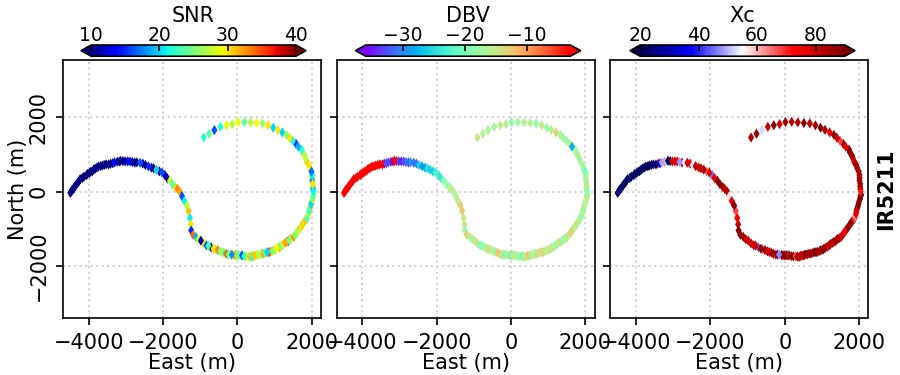 SNR DBV Xc
10 20 30 40 −30 −20 −10 20 40 60 80
North (m)
2000
0
−2000
IR5211
−4000 −2000 0 2000 −4000 −2000 0 2000 −4000 −2000 0 2000
East (m) East (m) East (m)